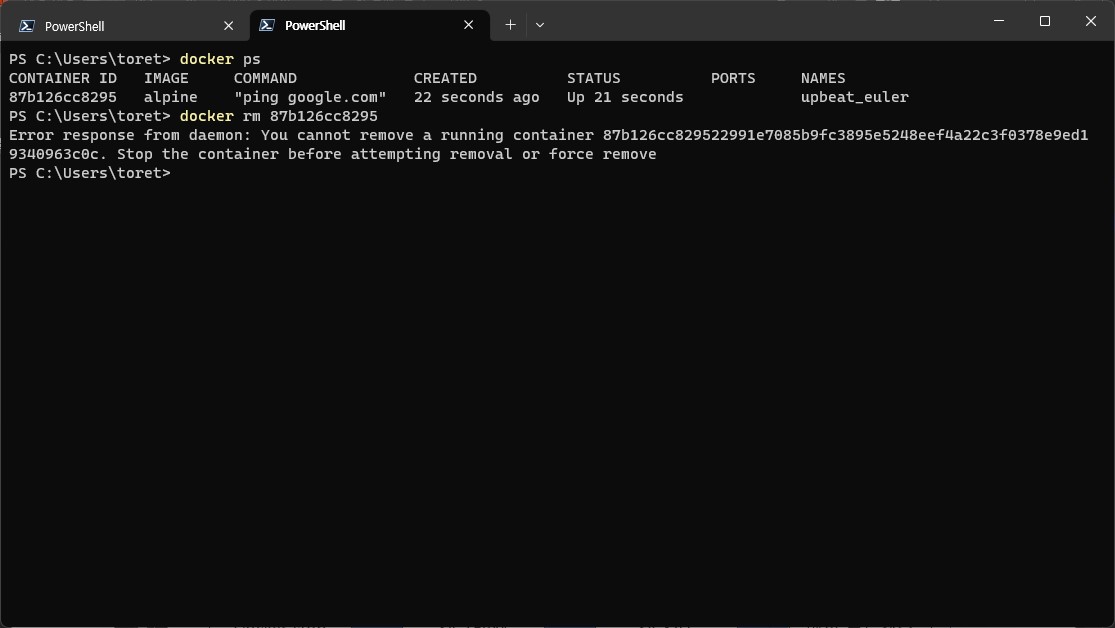 PowerShell PowerShell
PS C:\Users\toret> docker ps
CONTAINER ID IMAGE COMMAND CREATED STATUS PORTS NAMES
87b126cc8295 alpine "ping google.com" 22 seconds ago Up 21 seconds upbeat_euler
PS C:\Users\toret> docker rm 87b126cc8295
Error response from daemon: You cannot remove a running container 87b126cc829522991e7085b9fc3895e5248eef4a22c3f0378e9ed1
9340963c0c. Stop the container before attempting removal or force remove
PS C:\Users\toret>